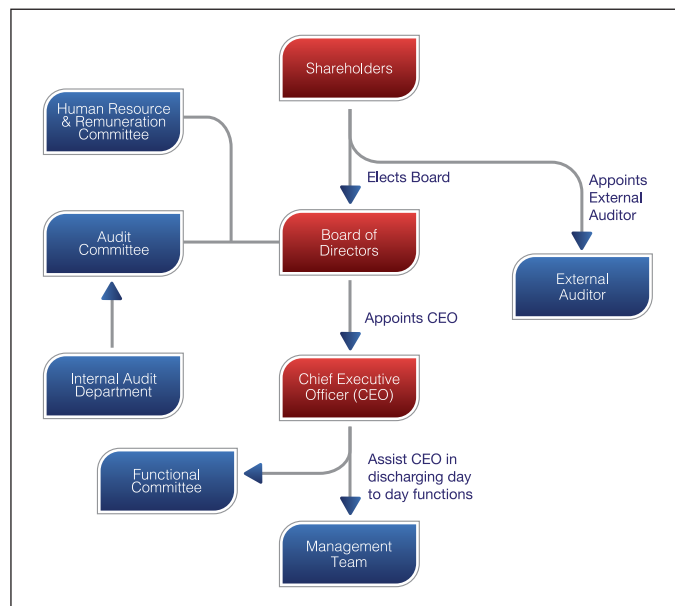 Shareholders
Human Resource
& Remuneration
Committee
Elects Board
Appoints
External
Auditor
Audit
Committee
Board of
Directors
External
Auditor
Appoints CEO
Internal Audit
Department
Chief Executive
Officer (CEO)
Functional
Committee
Assist CEO in
discharging day
to day functions
Management
Team